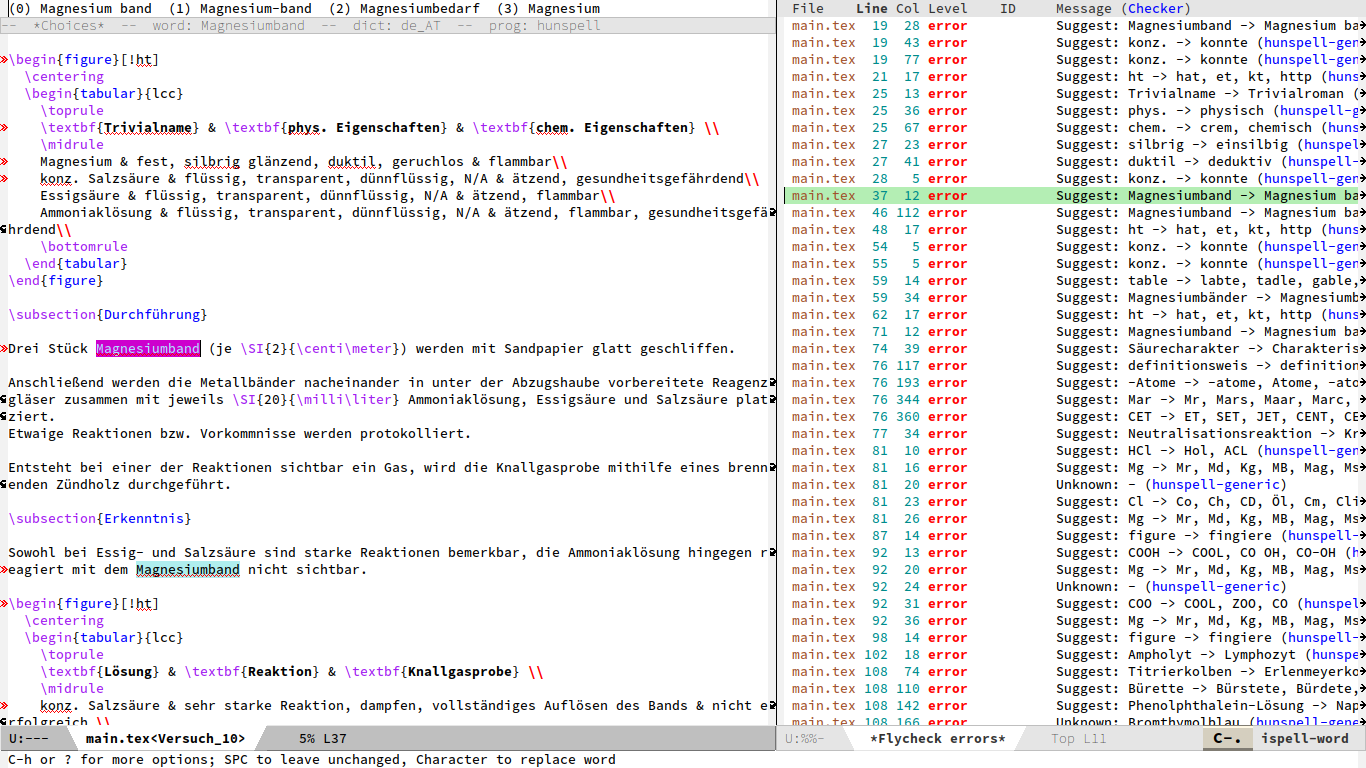 (0) Magnesium band  (1) Magnesium-band  (2) Magnesiumbedarf  (3) Magnesium
--  *Choices*  --  word: Magnesiumband  --  dict: de_AT  --  prog: hunspell
\begin{figure}[!ht]
\centering
\begin{tabular}{lcc}
\toprule
\textbf{Trivialname} & \textbf{phys. Eigenschaften} & \textbf{chem. Eigenschaften} \\
\midrule
Magnesium & fest, silbrig glänzend, duktil, geruchlos & flammbar\\
konz. Salzsäure & flüssig, transparent, dünnflüssig, N/A & ätzend, gesundheitsgefährdend\\
Essigsäure & flüssig, transparent, dünnflüssig, N/A & ätzend, flammbar\\
Ammoniaklösung & flüssig, transparent, dünnflüssig, N/A & ätzend, flammbar, gesundheitsgefä
hrdend\\
\bottomrule
\end{tabular}
\end{figure}
\subsection{Durchführung}
Drei Stück Magnesiumband (je \SI{2}{\centi\meter}) werden mit Sandpapier glatt geschliffen.
Anschließend werden die Metallbänder nacheinander in unter der Abzugshaube vorbereitete Reagenz
gläser zusammen mit jeweils \SI{20}{\milli\liter} Ammoniaklösung, Essigsäure und Salzsäure plat
ziert.
Etwaige Reaktionen bzw. Vorkommnisse werden protokolliert.
Entsteht bei einer der Reaktionen sichtbar ein Gas, wird die Knallgasprobe mithilfe eines brenn
enden Zündholz durchgeführt.
\subsection{Erkenntnis}
Sowohl bei Essig- und Salzsäure sind starke Reaktionen bemerkbar, die Ammoniaklösung hingegen r
eagiert mit dem Magnesiumband nicht sichtbar.
\begin{figure}[!ht]
\centering
\begin{tabular}{lcc}
\toprule
\textbf{Lösung} & \textbf{Reaktion} & \textbf{Knallgasprobe} \\
\midrule
konz. Salzsäure & sehr starke Reaktion, dampfen, vollständiges Auflösen des Bands & nicht e
rfolgreich \\
U:---  main.tex<Versuch_10>  5% L37
C-h or ? for more options; SPC to leave unchanged, Character to replace word
File  Line Col Level  ID  Message (Checker)
main.tex 19 28 error Suggest: Magnesiumband -> Magnesium ba
main.tex 19 43 error Suggest: konz. -> konnte (hunspell-gen
main.tex 19 77 error Suggest: konz. -> konnte (hunspell-gen
main.tex 21 17 error Suggest: ht -> hat, et, kt, http (huns
main.tex 25 13 error Suggest: Trivialname -> Trivialroman (
main.tex 25 36 error Suggest: phys. -> physisch (hunspell-g
main.tex 25 67 error Suggest: chem. -> crem, chemisch (huns
main.tex 27 23 error Suggest: silbrig -> einsilbig (hunspel
main.tex 27 41 error Suggest: duktil -> deduktiv (hunspell-
main.tex 28 5 error Suggest: konz. -> konnte (hunspell-gen
main.tex 37 12 error Suggest: Magnesiumband -> Magnesium ba
main.tex 46 112 error Suggest: Magnesiumband -> Magnesium ba
main.tex 48 17 error Suggest: ht -> hat, et, kt, http (huns
main.tex 54 5 error Suggest: konz. -> konnte (hunspell-gen
main.tex 55 5 error Suggest: konz. -> konnte (hunspell-gen
main.tex 59 14 error Suggest: table -> labte, tadle, gable,
main.tex 59 34 error Suggest: Magnesiumbänder -> Magnesiumb
main.tex 62 17 error Suggest: ht -> hat, et, kt, http (huns
main.tex 71 12 error Suggest: Magnesiumband -> Magnesium ba
main.tex 74 39 error Suggest: Säurecharakter -> Charakteris
main.tex 76 117 error Suggest: definitionsweis -> definition
main.tex 76 193 error Suggest: -Atome -> -atome, Atome, -ato
main.tex 76 344 error Suggest: Mar -> Mr, Mars, Maar, Marc,
main.tex 76 360 error Suggest: CET -> ET, SET, JET, CENT, CE
main.tex 77 34 error Suggest: Neutralisationsreaktion -> Kr
main.tex 81 10 error Suggest: HCl -> Hol, ACL (hunspell-gen
main.tex 81 16 error Suggest: Mg -> Mr, Md, Kg, MB, Mag, Ms
main.tex 81 20 error Unknown: - (hunspell-generic)
main.tex 81 23 error Suggest: Cl -> Co, Ch, CD, Öl, Cm, Cli
main.tex 81 26 error Suggest: Mg -> Mr, Md, Kg, MB, Mag, Ms
main.tex 87 14 error Suggest: figure -> fingiere (hunspell-
main.tex 92 13 error Suggest: COOH -> COOL, CO OH, CO-OH (h
main.tex 92 20 error Suggest: Mg -> Mr, Md, Kg, MB, Mag, Ms
main.tex 92 24 error Unknown: - (hunspell-generic)
main.tex 92 31 error Suggest: COO -> COOL, ZOO, CO (hunspel
main.tex 92 36 error Suggest: Mg -> Mr, Md, Kg, MB, Mag, Ms
main.tex 98 14 error Suggest: figure -> fingiere (hunspell-
main.tex 102 18 error Suggest: Ampholyt -> Lymphozyt (hunspe
main.tex 108 74 error Suggest: Titrierkolben -> Erlenmeyerko
main.tex 108 110 error Suggest: Bürette -> Bürstete, Bürdete,
main.tex 108 142 error Suggest: Phenolphthalein-Lösung -> Nap
main.tex 108 166 error Unknown: Bromthymolblau (hunspell-gen
U:%%-  *Flycheck errors*  Top L11  C-.  ispell-word